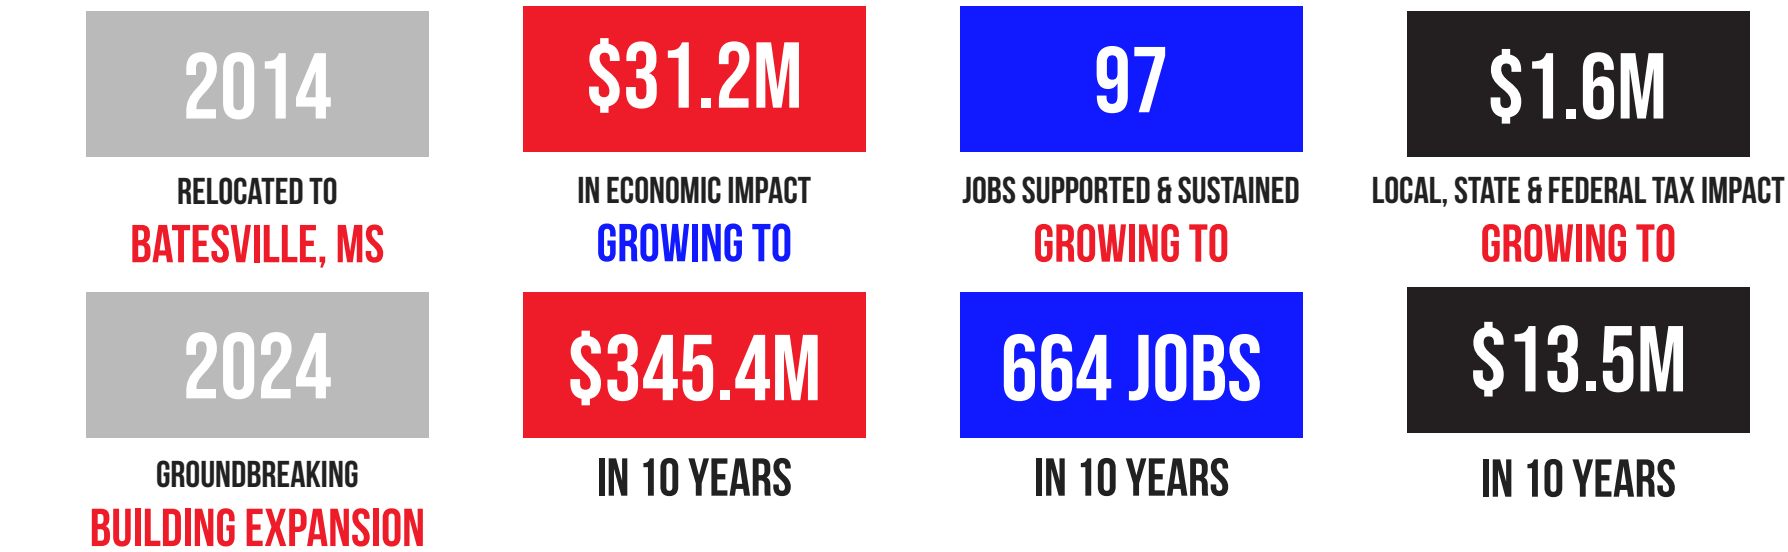 2014
RELOCATED TO
BATESVILLE, MS
2024
GROUNDBREAKING
BUILDING EXPANSION
$31.2M
IN ECONOMIC IMPACT
GROWING TO
$345.4M
IN 10 YEARS
97
JOBS SUPPORTED & SUSTAINED
GROWING TO
664 JOBS
IN 10 YEARS
$1.6M
LOCAL, STATE & FEDERAL TAX IMPACT
GROWING TO
$13.5M
IN 10 YEARS